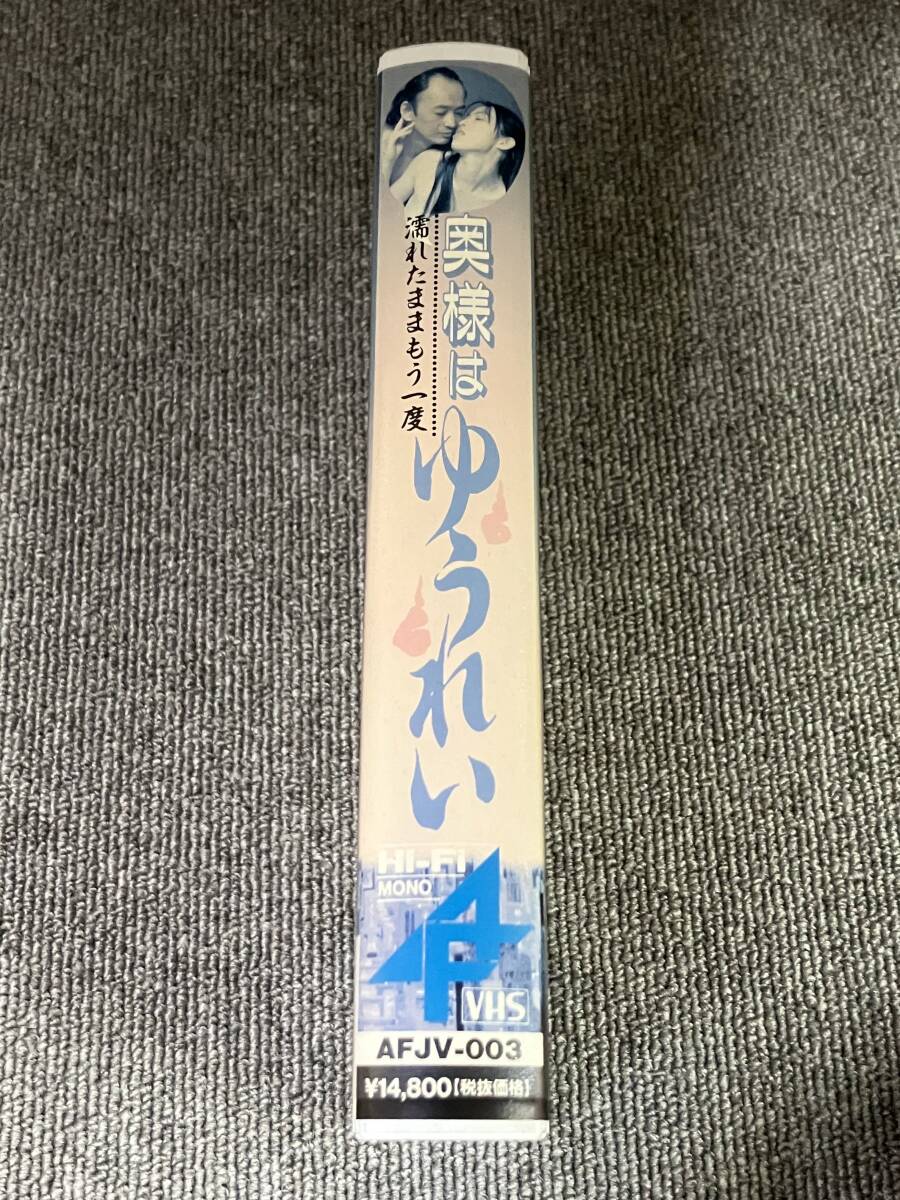 奥様は
ゆうれい
濡れたままもう一度
HI-FI
MONO
AF
VHS
AFJV-003
¥14,800【税抜価格】